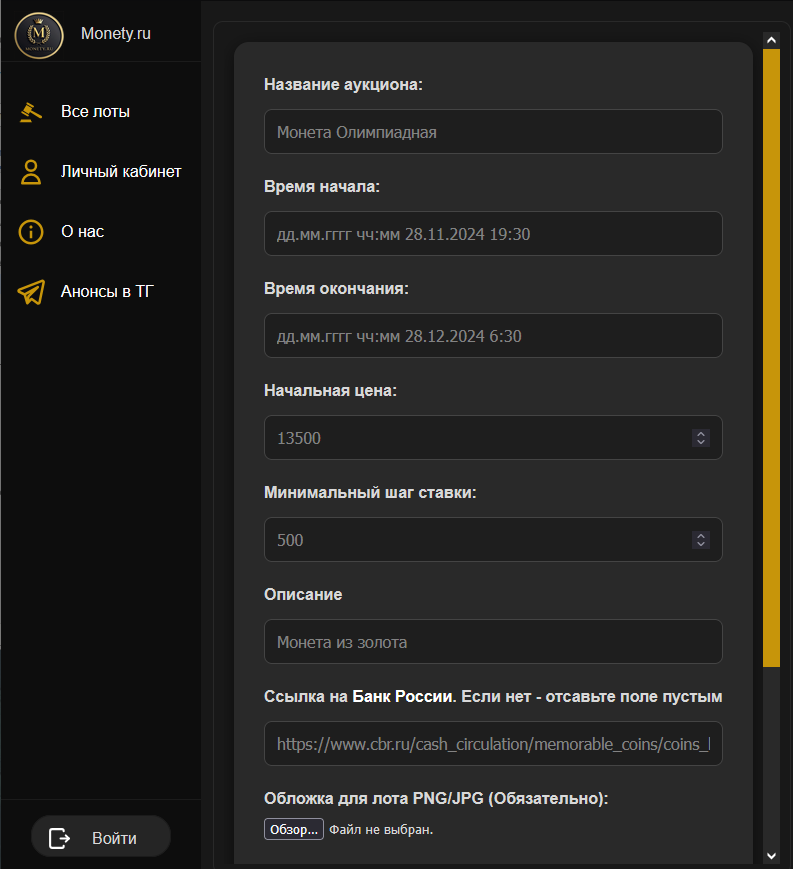 Monety.ru
Все лоты
Личный кабинет
О нас
Анонсы в ТГ
Войти
Название аукциона:
Монета Олимпиадная
Время начала:
дд.мм.гггг чч:мм 28.11.2024 19:30
Время окончания:
дд.мм.гггг чч:мм 28.12.2024 6:30
Начальная цена:
13500
Минимальный шаг ставки:
500
Описание
Монета из золота
Ссылка на Банк России. Если нет - отсавьте поле пустым
https://www.cbr.ru/cash_circulation/memorable_coins/coins_
Обложка для лота PNG/JPG (Обязательно):
Обзор... Файл не выбран.